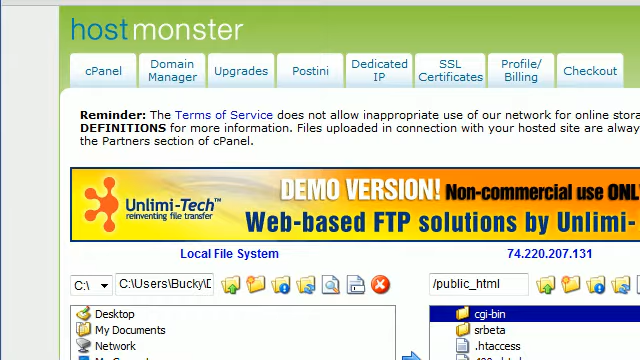 hostmonster
cPanel
Domain Manager
Upgrades
Postini
Dedicated IP
SSL Certificates
Profile/ Billing
Checkout
Reminder: The Terms of Service does not allow inappropriate use of our network for online
DEFINITIONS for more information. Files uploaded in connection with your hosted site are
the Partners section of cPanel.
Unlimi-Tech™
reinventing file transfer
DEMO VERSION! Non-commercial use ONLY
Web-based FTP solutions by Unlimi-
Local File System
74.220.207.131
C:\
C:\Users\Bucky\D
/public_html
Desktop
My Documents
Network
cgi-bin
srbeta
.htaccess